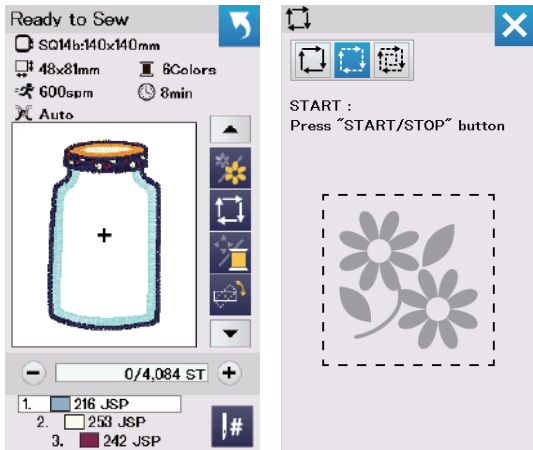 Ready to Sew
SQ14b:140x140mm
48x81mm 6Colors
600spm 8min
Auto
0/4,084 ST
1. 216 JSP
2. 253 JSP
3. 242 JSP
#
START :
Press "START/STOP" button